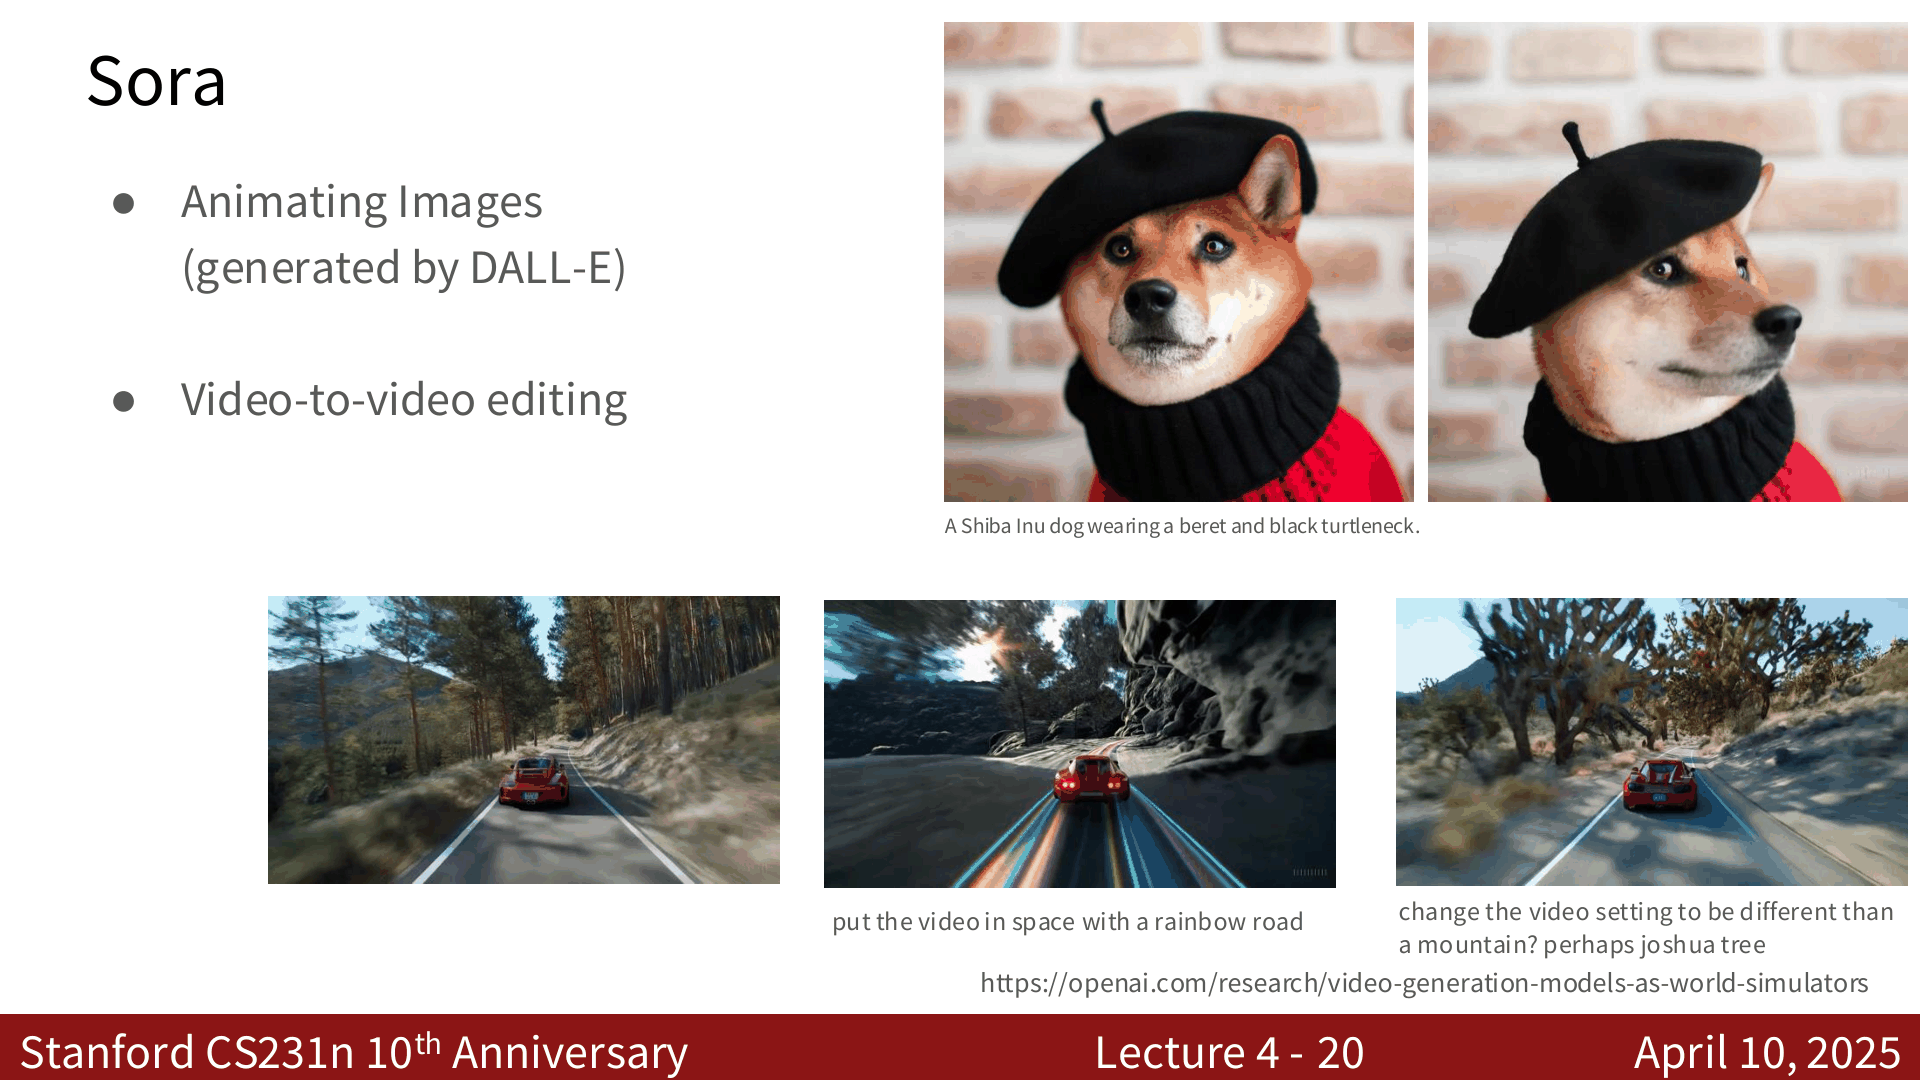 Sora
● Animating Images
(generated by DALL-E)
● Video-to-video editing
A Shiba Inu dog wearing a beret and black turtleneck.
put the video in space with a rainbow road
change the video setting to be different than
a mountain? perhaps joshua tree
https://openai.com/research/video-generation-models-as-world-simulators
Stanford CS231n 10th Anniversary
Lecture 4 - 20
April 10, 2025